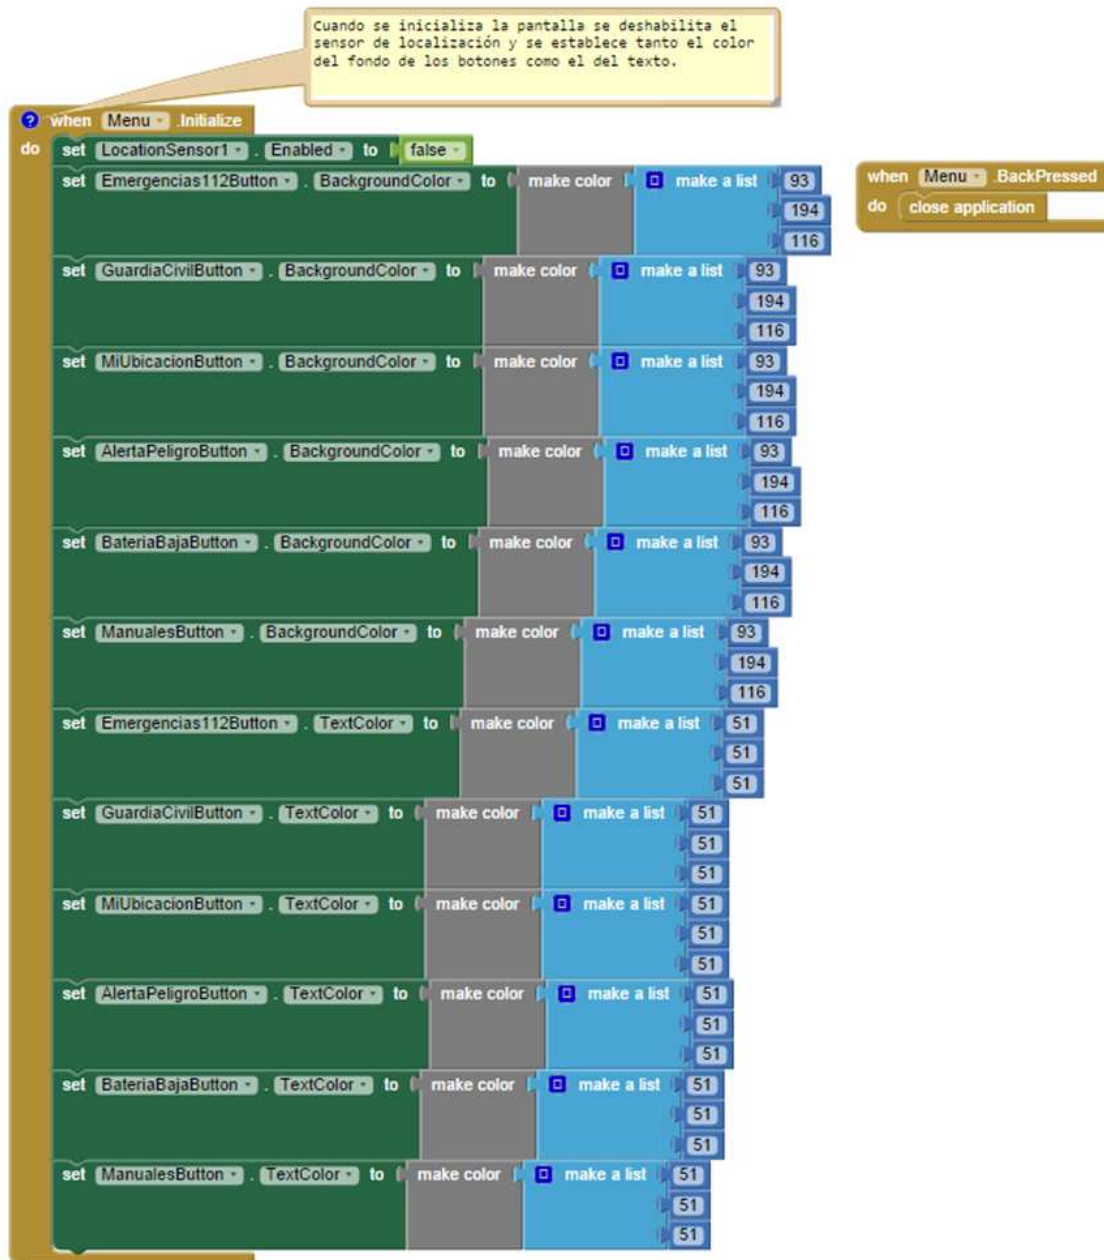 Cuando se inicializa la pantalla se deshabilita el
sensor de localización y se establece tanto el color
del fondo de los botones como el del texto.
? when Menu .Initialize
do set LocationSensor1 . Enabled to false
set Emergencias112Button . BackgroundColor to make color make a list 93
194
116
when Menu .BackPressed
do close application
set GuardiaCivilButton . BackgroundColor to make color make a list 93
194
116
set MiUbicacionButton . BackgroundColor to make color make a list 93
194
116
set AlertaPeligroButton . BackgroundColor to make color make a list 93
194
116
set BateriaBajaButton . BackgroundColor to make color make a list 93
194
116
set ManualesButton . BackgroundColor to make color make a list 93
194
116
set Emergencias112Button . TextColor to make color make a list 51
51
51
set GuardiaCivilButton . TextColor to make color make a list 51
51
51
set MiUbicacionButton . TextColor to make color make a list 51
51
51
set AlertaPeligroButton . TextColor to make color make a list 51
51
51
set BateriaBajaButton . TextColor to make color make a list 51
51
51
set ManualesButton . TextColor to make color make a list 51
51
51